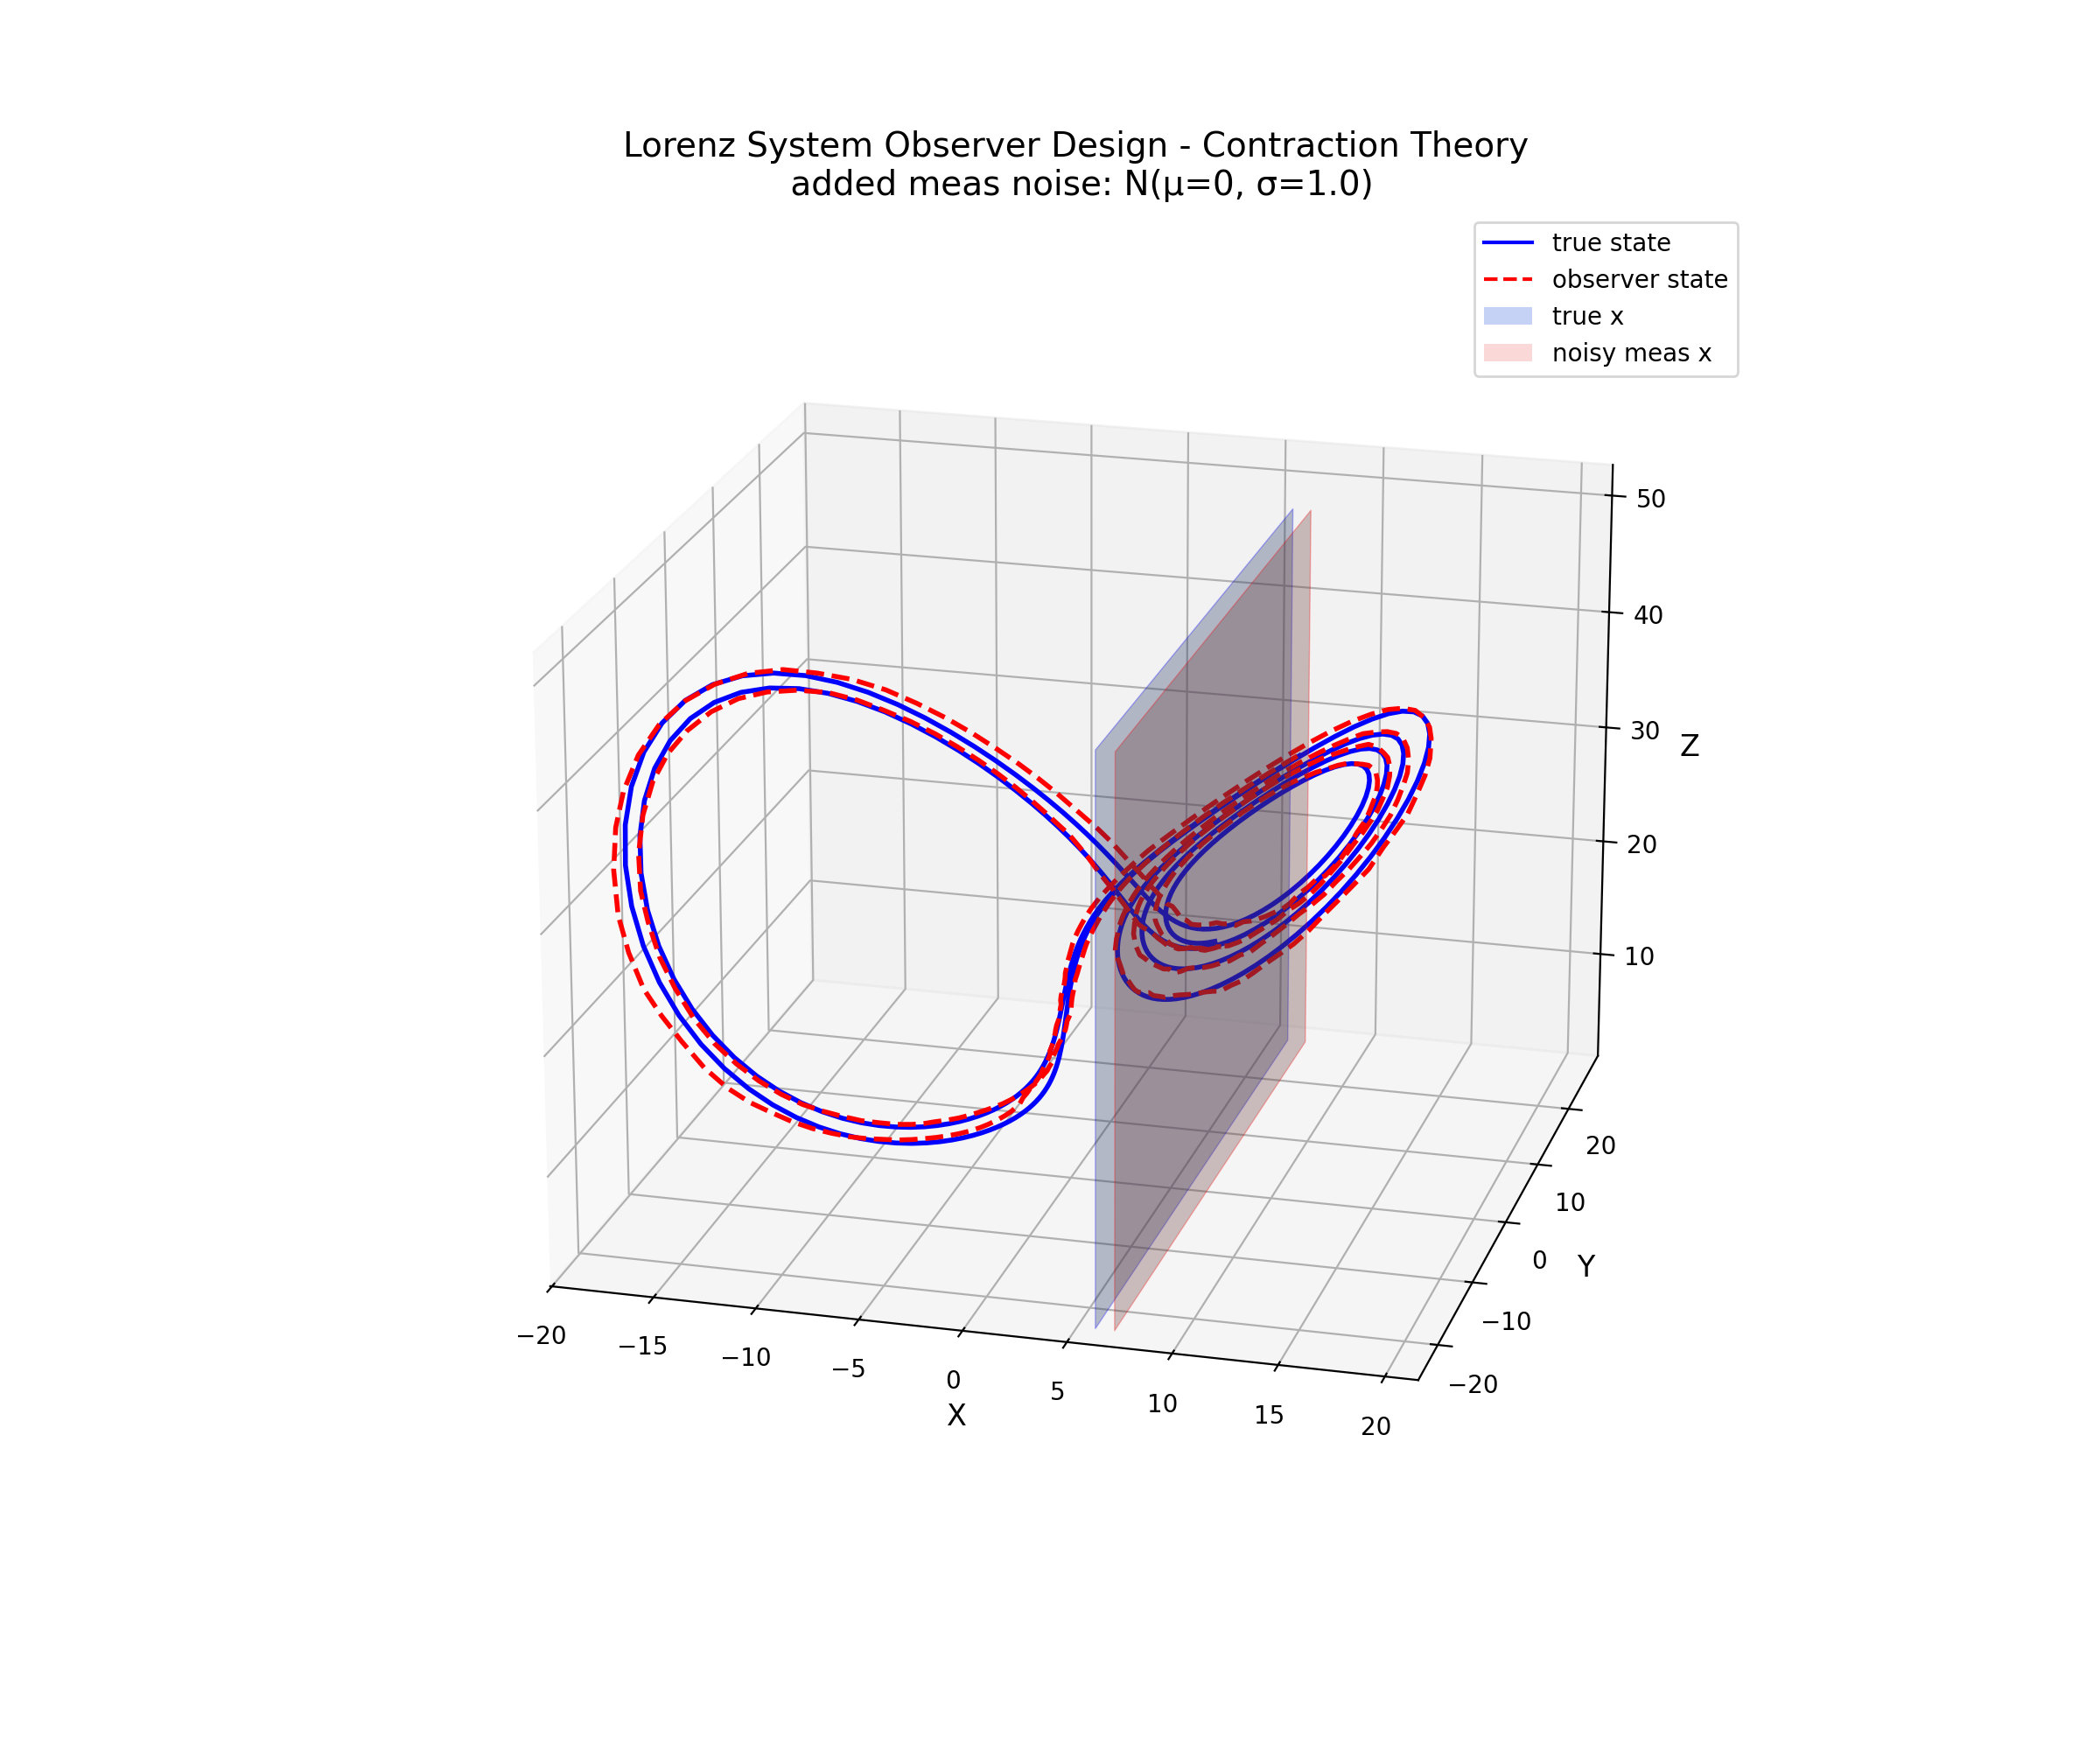 Lorenz System Observer Design - Contraction Theory
added meas noise: N(μ=0, σ=1.0)
true state
observer state
true x
noisy meas x
50
40
30
Z
20
10
20
10
0
Y
−10
−20
−20
−15
−10
−5
0
5
10
15
20
X